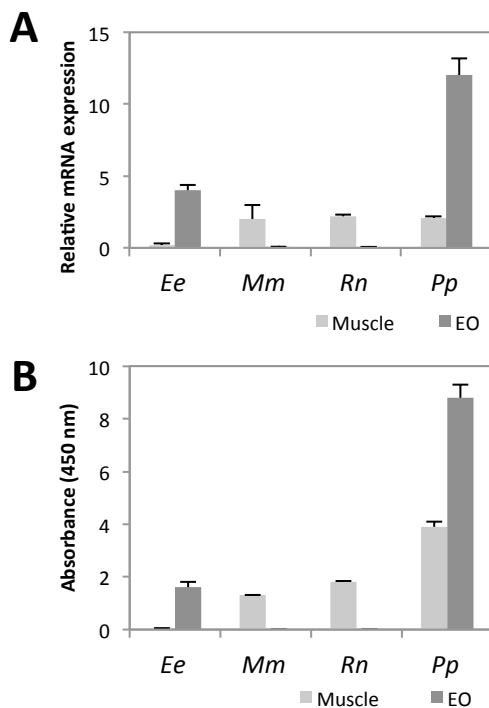 A
Relative mRNA expression
15
10
5
0
Ee Mm Rn Pp
Muscle EO
B
Absorbance (450 nm)
10
8
6
4
2
0
Ee Mm Rn Pp
Muscle EO